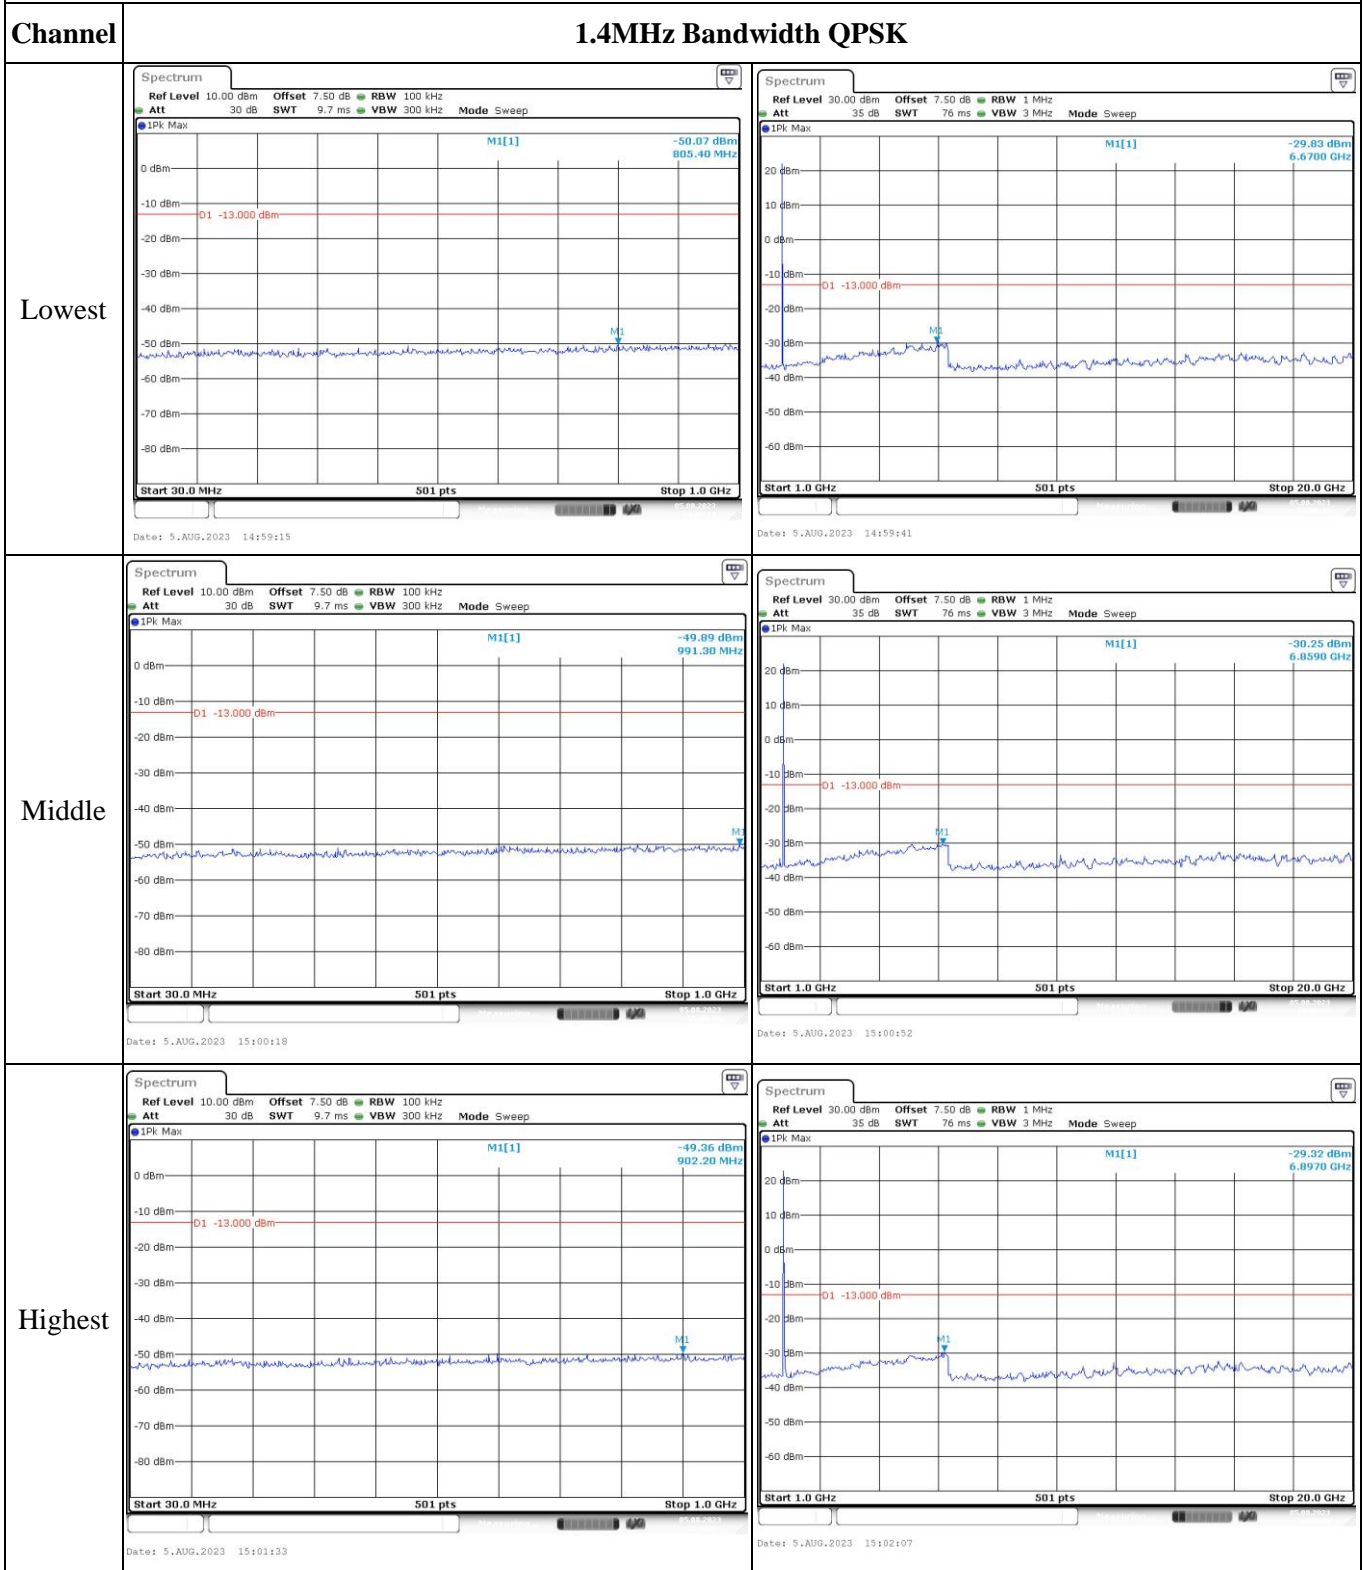 Channel
1.4MHz Bandwidth QPSK
Lowest
Spectrum
Ref Level 10.00 dBm Offset 7.50 dB RBW 100 kHz
Att 30 dB SWT 9.7 ms VBW 300 kHz Mode Sweep
1Pk Max
M1[1] -50.07 dBm
805.40 MHz
0 dBm
-10 dBm
D1 -13.000 dBm
-20 dBm
-30 dBm
-40 dBm
M1
-50 dBm
-60 dBm
-70 dBm
-80 dBm
Start 30.0 MHz 501 pts Stop 1.0 GHz
Date: 5.AUG.2023 14:59:15
Spectrum
Ref Level 30.00 dBm Offset 7.50 dB RBW 1 MHz
Att 35 dB SWT 76 ms VBW 3 MHz Mode Sweep
1Pk Max
M1[1] -29.83 dBm
6.6700 GHz
20 dBm
10 dBm
0 dBm
-10 dBm
D1 -13.000 dBm
-20 dBm
M1
-30 dBm
-40 dBm
-50 dBm
-60 dBm
Start 1.0 GHz 501 pts Stop 20.0 GHz
Date: 5.AUG.2023 14:59:41
Middle
Spectrum
Ref Level 10.00 dBm Offset 7.50 dB RBW 100 kHz
Att 30 dB SWT 9.7 ms VBW 300 kHz Mode Sweep
1Pk Max
M1[1] -49.89 dBm
991.30 MHz
0 dBm
-10 dBm
D1 -13.000 dBm
-20 dBm
-30 dBm
-40 dBm
M1
-50 dBm
-60 dBm
-70 dBm
-80 dBm
Start 30.0 MHz 501 pts Stop 1.0 GHz
Date: 5.AUG.2023 15:00:18
Spectrum
Ref Level 30.00 dBm Offset 7.50 dB RBW 1 MHz
Att 35 dB SWT 76 ms VBW 3 MHz Mode Sweep
1Pk Max
M1[1] -30.25 dBm
6.8590 GHz
20 dBm
10 dBm
0 dBm
-10 dBm
D1 -13.000 dBm
-20 dBm
M1
-30 dBm
-40 dBm
-50 dBm
-60 dBm
Start 1.0 GHz 501 pts Stop 20.0 GHz
Date: 5.AUG.2023 15:00:52
Highest
Spectrum
Ref Level 10.00 dBm Offset 7.50 dB RBW 100 kHz
Att 30 dB SWT 9.7 ms VBW 300 kHz Mode Sweep
1Pk Max
M1[1] -49.36 dBm
902.20 MHz
0 dBm
-10 dBm
D1 -13.000 dBm
-20 dBm
-30 dBm
-40 dBm
M1
-50 dBm
-60 dBm
-70 dBm
-80 dBm
Start 30.0 MHz 501 pts Stop 1.0 GHz
Date: 5.AUG.2023 15:01:33
Spectrum
Ref Level 30.00 dBm Offset 7.50 dB RBW 1 MHz
Att 35 dB SWT 76 ms VBW 3 MHz Mode Sweep
1Pk Max
M1[1] -29.32 dBm
6.8970 GHz
20 dBm
10 dBm
0 dBm
-10 dBm
D1 -13.000 dBm
-20 dBm
M1
-30 dBm
-40 dBm
-50 dBm
-60 dBm
Start 1.0 GHz 501 pts Stop 20.0 GHz
Date: 5.AUG.2023 15:02:07